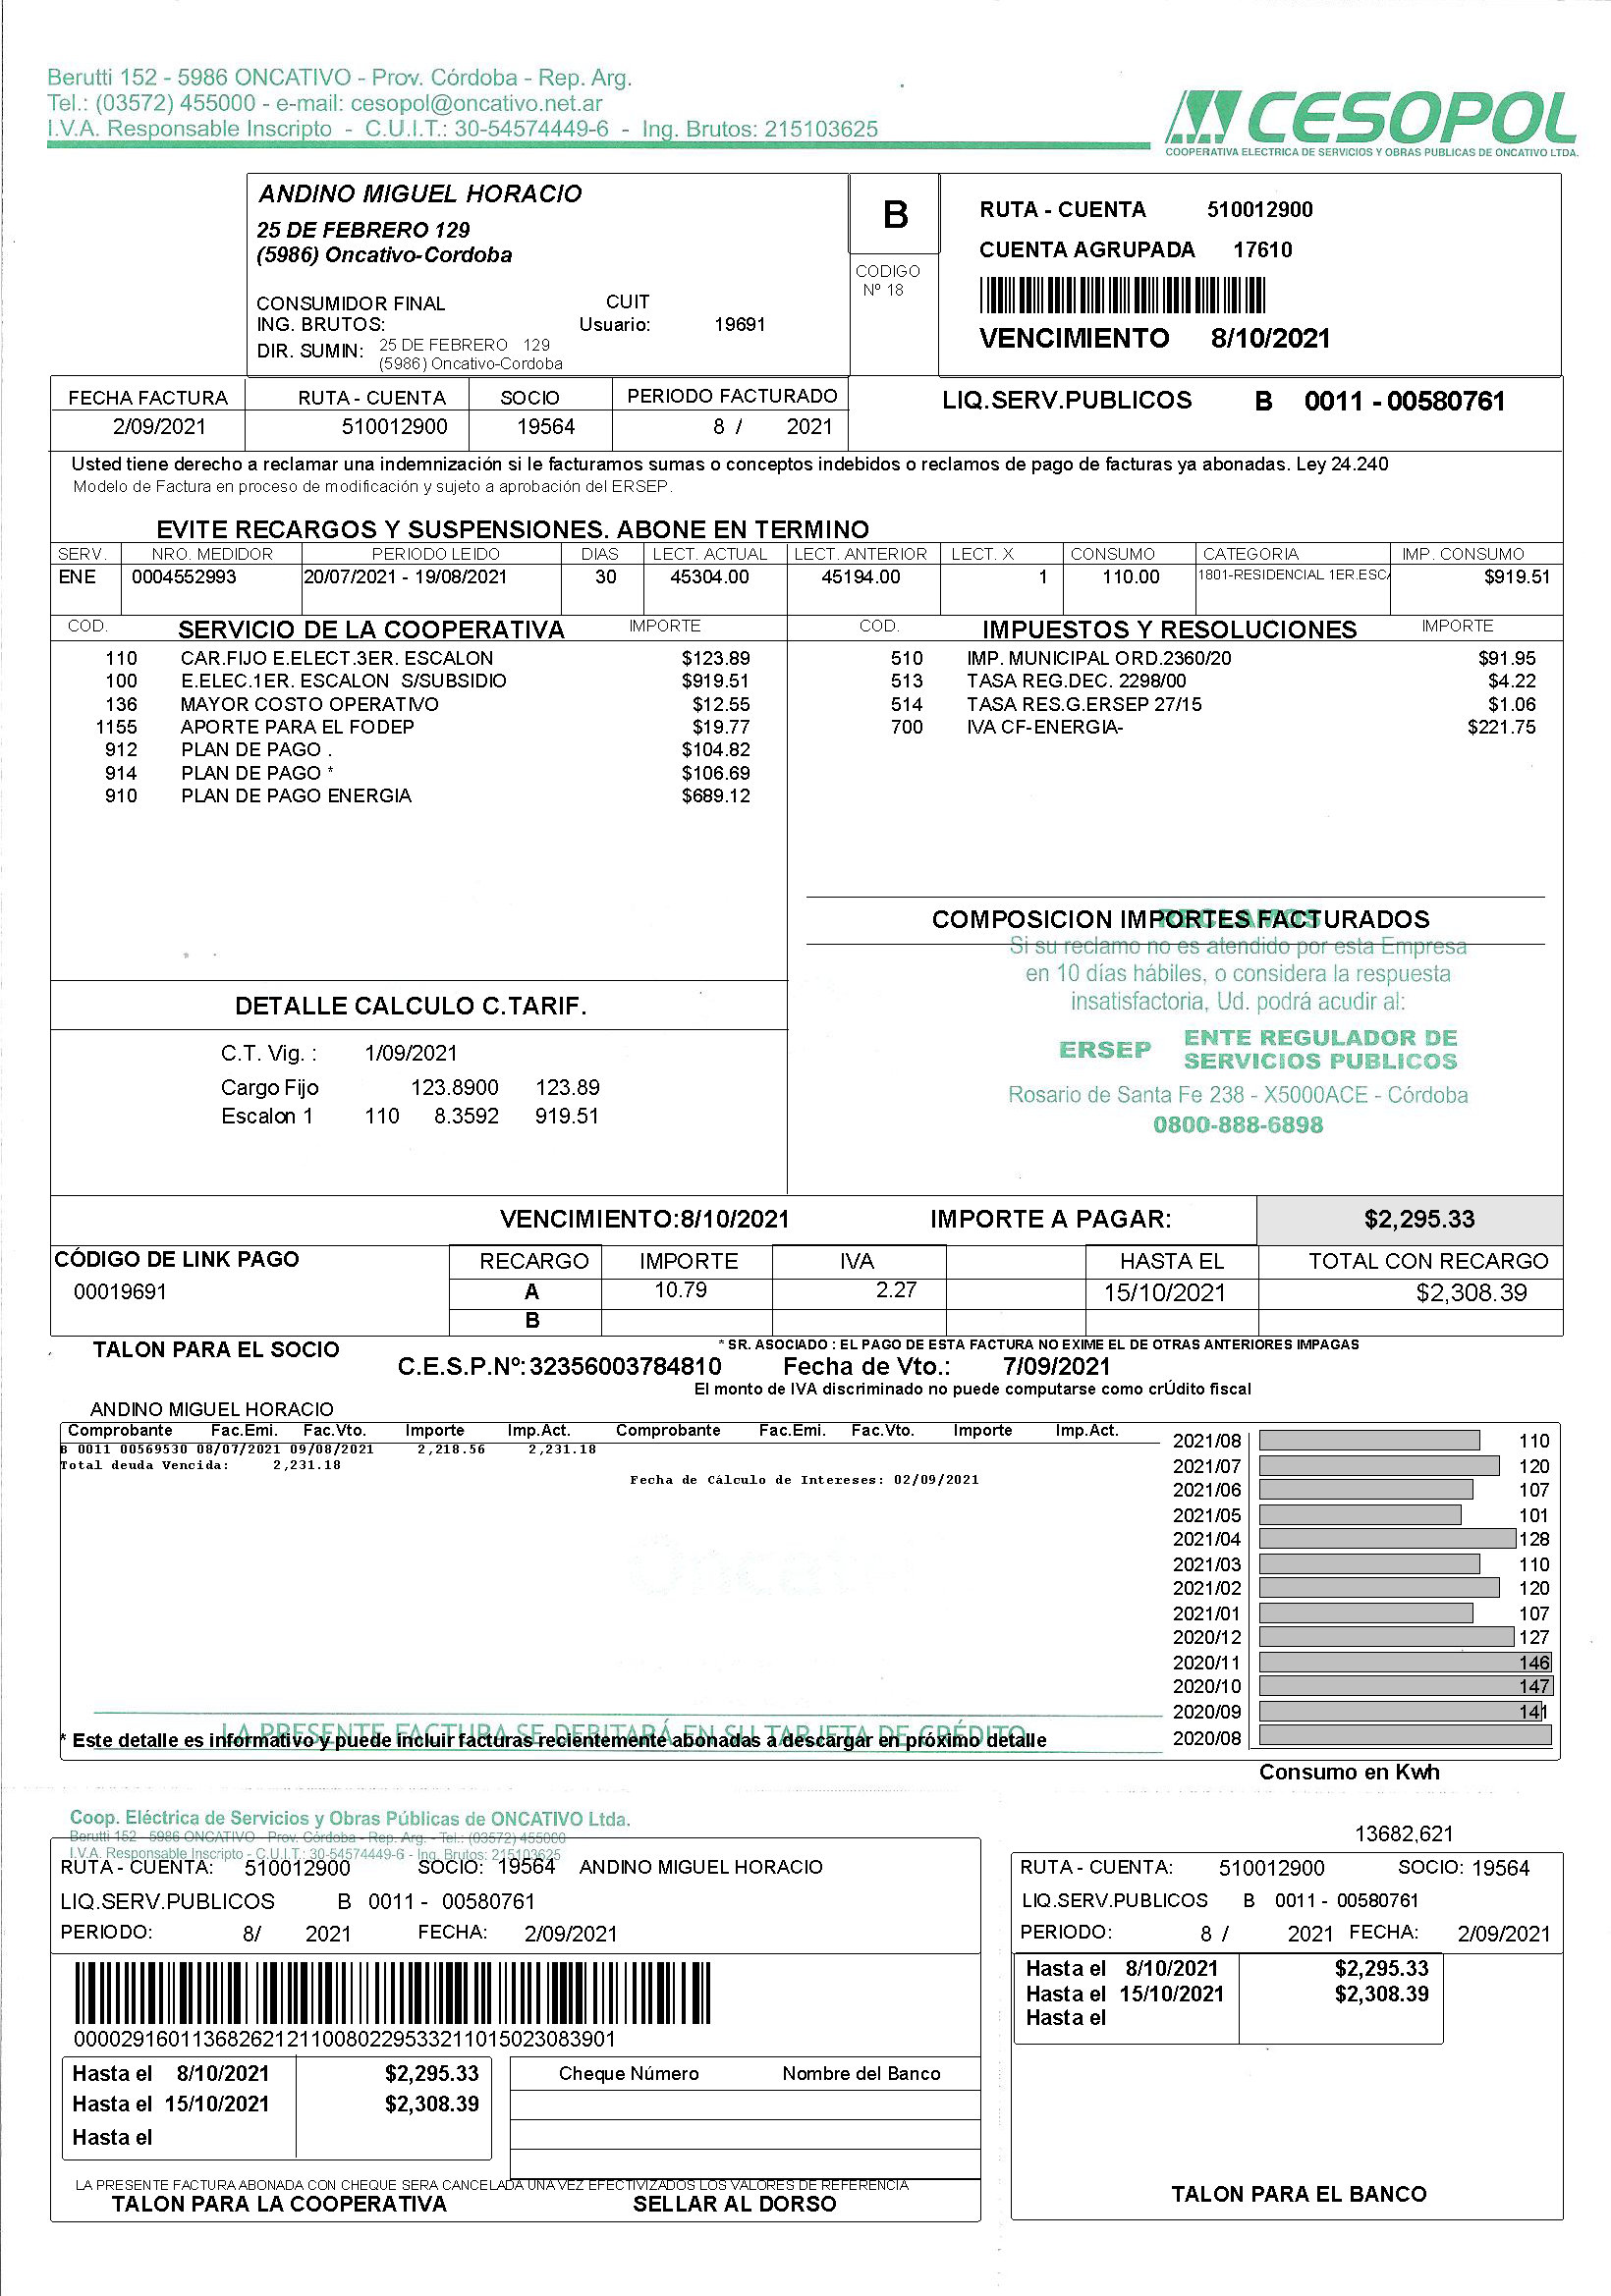 Berutti 152 - 5986 ONCATIVO - Prov. Córdoba - Rep. Arg.
Tel.: (03572) 455000 - e-mail: cesopol@oncativo.net.ar
I.V.A. Responsable Inscripto - C.U.I.T.: 30-54574449-6 - Ing. Brutos: 215103625
CESOPOL
COOPERATIVA ELECTRICA DE SERVICIOS Y OBRAS PUBLICAS DE ONCATIVO LTDA.
ANDINO MIGUEL HORACIO
25 DE FEBRERO 129
(5986) Oncativo-Cordoba
CONSUMIDOR FINAL CUIT
ING. BRUTOS: Usuario: 19691
DIR. SUMIN: 25 DE FEBRERO 129
(5986) Oncativo-Cordoba
B
CODIGO
Nº 18
RUTA - CUENTA 510012900
CUENTA AGRUPADA 17610
VENCIMIENTO 8/10/2021
FECHA FACTURA RUTA - CUENTA SOCIO PERIODO FACTURADO
2/09/2021 510012900 19564 8 / 2021
LIQ.SERV.PUBLICOS B 0011 - 00580761
Usted tiene derecho a reclamar una indemnización si le facturamos sumas o conceptos indebidos o reclamos de pago de facturas ya abonadas. Ley 24.240
Modelo de Factura en proceso de modificación y sujeto a aprobación del ERSEP.
EVITE RECARGOS Y SUSPENSIONES. ABONE EN TERMINO
SERV. NRO. MEDIDOR PERIODO LEIDO DIAS LECT. ACTUAL LECT. ANTERIOR LECT. X CONSUMO CATEGORIA IMP. CONSUMO
ENE 0004552993 20/07/2021 - 19/08/2021 30 45304.00 45194.00 1 110.00 1801-RESIDENCIAL 1ER.ESCA $919.51
COD. SERVICIO DE LA COOPERATIVA IMPORTE
110 CAR.FIJO E.ELECT.3ER. ESCALON $123.89
100 E.ELEC.1ER. ESCALON S/SUBSIDIO $919.51
136 MAYOR COSTO OPERATIVO $12.55
1155 APORTE PARA EL FODEP $19.77
912 PLAN DE PAGO . $104.82
914 PLAN DE PAGO * $106.69
910 PLAN DE PAGO ENERGIA $689.12
COD. IMPUESTOS Y RESOLUCIONES IMPORTE
510 IMP. MUNICIPAL ORD.2360/20 $91.95
513 TASA REG.DEC. 2298/00 $4.22
514 TASA RES.G.ERSEP 27/15 $1.06
700 IVA CF-ENERGIA- $221.75
COMPOSICION IMPORTES FACTURADOS
RECLAMOS
Si su reclamo no es atendido por esta Empresa
en 10 días hábiles, o considera la respuesta
insatisfactoria, Ud. podrá acudir al:
ERSEP ENTE REGULADOR DE
SERVICIOS PUBLICOS
Rosario de Santa Fe 238 - X5000ACE - Córdoba
0800-888-6898
DETALLE CALCULO C.TARIF.
C.T. Vig. : 1/09/2021
Cargo Fijo 123.8900 123.89
Escalon 1 110 8.3592 919.51
VENCIMIENTO:8/10/2021 IMPORTE A PAGAR: $2,295.33
CÓDIGO DE LINK PAGO RECARGO IMPORTE IVA HASTA EL TOTAL CON RECARGO
00019691 A 10.79 2.27 15/10/2021 $2,308.39
B
TALON PARA EL SOCIO
* SR. ASOCIADO : EL PAGO DE ESTA FACTURA NO EXIME EL DE OTRAS ANTERIORES IMPAGAS
C.E.S.P.Nº: 32356003784810 Fecha de Vto.: 7/09/2021
El monto de IVA discriminado no puede computarse como crÚdito fiscal
ANDINO MIGUEL HORACIO
Comprobante Fac.Emi. Fac.Vto. Importe Imp.Act. Comprobante Fac.Emi. Fac.Vto. Importe Imp.Act.
B 0011 00569530 08/07/2021 09/08/2021 2,218.56 2,231.18
Total deuda Vencida: 2,231.18
Fecha de Cálculo de Intereses: 02/09/2021
2021/08 110
2021/07 120
2021/06 107
2021/05 101
2021/04 128
2021/03 110
2021/02 120
2021/01 107
2020/12 127
2020/11 146
2020/10 147
2020/09 141
2020/08
LA PRESENTE FACTURA SE DEBITARÁ EN SU TARJETA DE CRÉDITO
* Este detalle es informativo y puede incluir facturas recientemente abonadas a descargar en próximo detalle
Consumo en Kwh
Coop. Eléctrica de Servicios y Obras Públicas de ONCATIVO Ltda.
Berutti 152 - 5986 ONCATIVO - Prov. Córdoba - Rep. Arg. - Tel.: (03572) 455000
I.V.A. Responsable Inscripto - C.U.I.T.: 30-54574449-6 - Ing. Brutos: 215103625
RUTA - CUENTA: 510012900 SOCIO: 19564 ANDINO MIGUEL HORACIO
LIQ.SERV.PUBLICOS B 0011 - 00580761
PERIODO: 8/ 2021 FECHA: 2/09/2021
00002916011368262121100802295332110150230839​01
Hasta el 8/10/2021 $2,295.33
Hasta el 15/10/2021 $2,308.39
Hasta el
Cheque Número Nombre del Banco
LA PRESENTE FACTURA ABONADA CON CHEQUE SERA CANCELADA UNA VEZ EFECTIVIZADOS LOS VALORES DE REFERENCIA
TALON PARA LA COOPERATIVA SELLAR AL DORSO
13682,621
RUTA - CUENTA: 510012900 SOCIO: 19564
LIQ.SERV.PUBLICOS B 0011 - 00580761
PERIODO: 8 / 2021 FECHA: 2/09/2021
Hasta el 8/10/2021 $2,295.33
Hasta el 15/10/2021 $2,308.39
Hasta el
TALON PARA EL BANCO